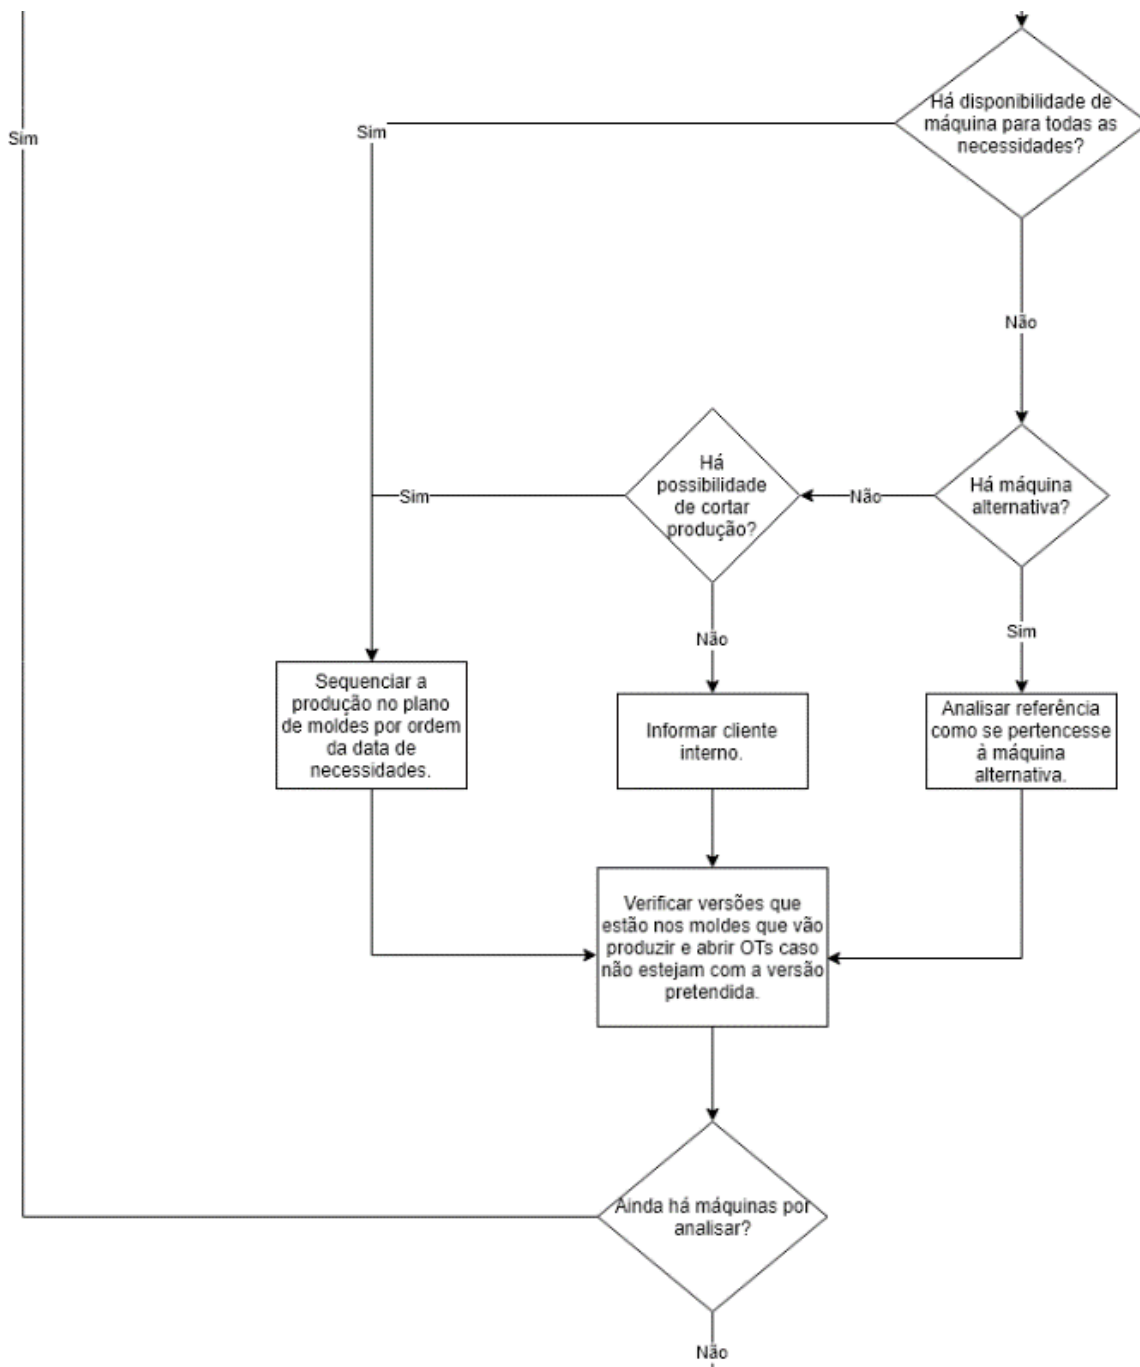 Há disponibilidade de
máquina para todas as
necessidades?
Sim
Sim
Não
Há
possibilidade
de cortar
produção?
Há máquina
alternativa?
Sim
Não
Não
Sim
Sequenciar a
produção no plano
de moldes por ordem
da data de
necessidades.
Informar cliente
interno.
Analisar referência
como se pertencesse
à máquina
alternativa.
Verificar versões que
estão nos moldes que vão
produzir e abrir OTs caso
não estejam com a versão
pretendida.
Ainda há máquinas por
analisar?
Não